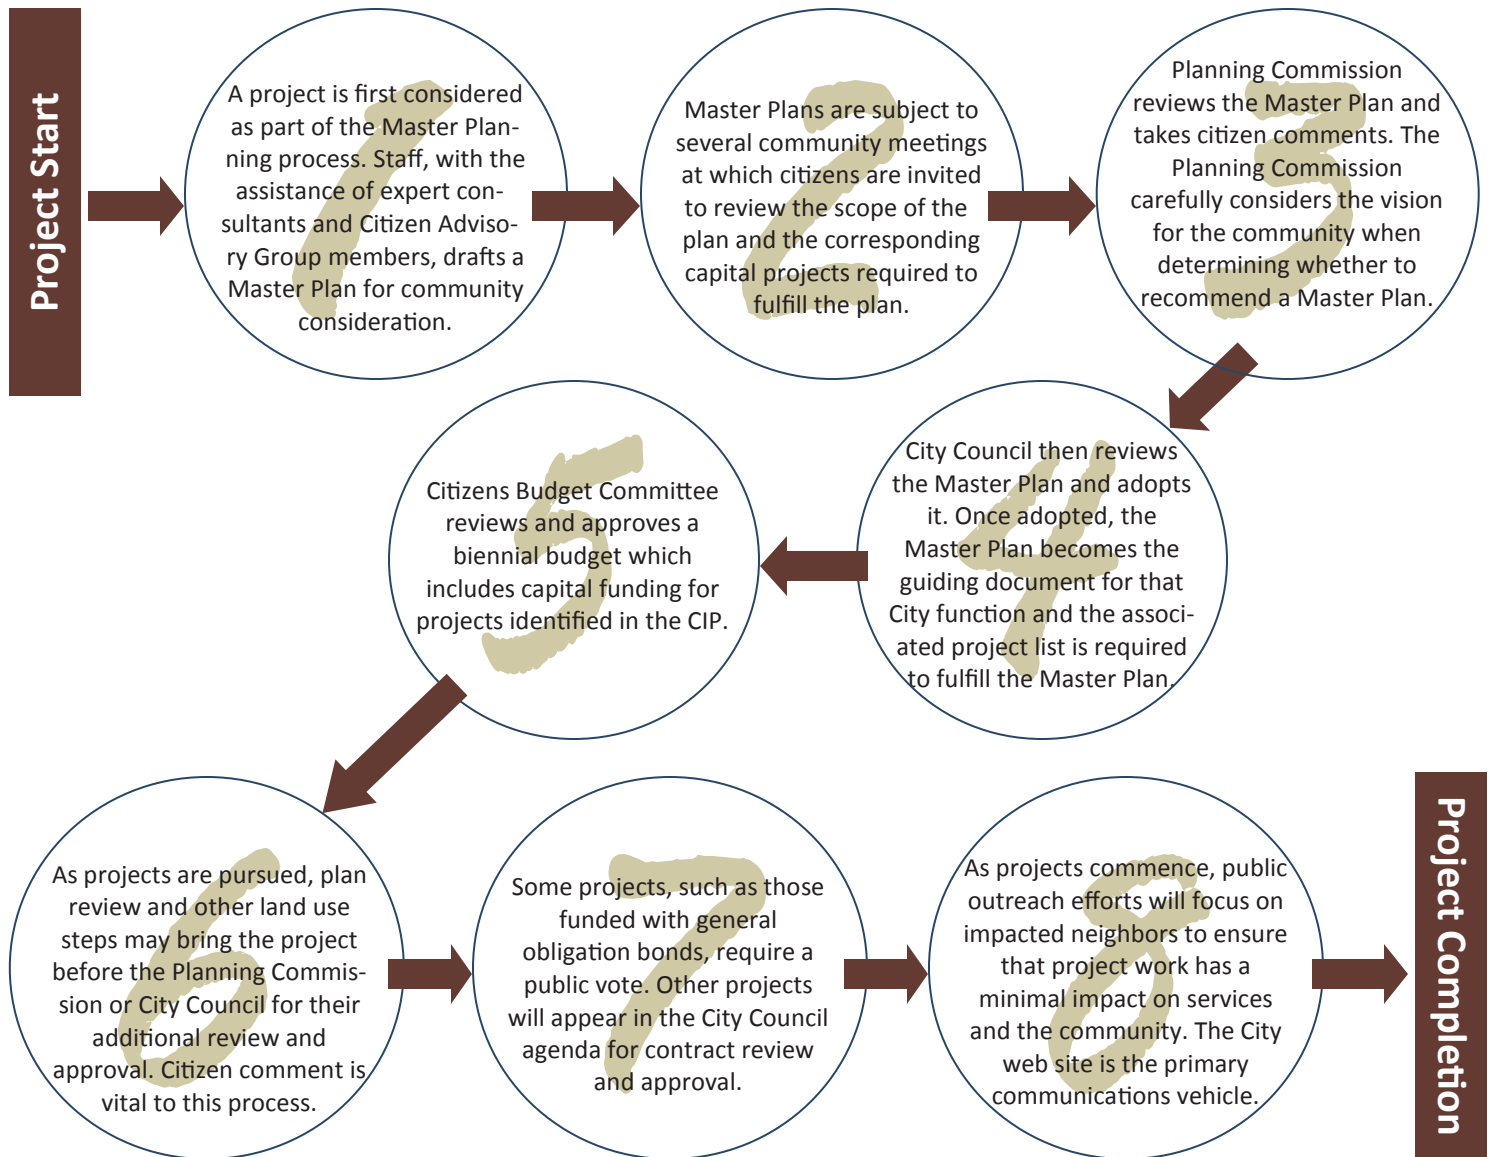 Project Start
1
A project is first considered
as part of the Master Plan-
ning process. Staff, with the
assistance of expert con-
sultants and Citizen Adviso-
ry Group members, drafts a
Master Plan for community
consideration.
2
Master Plans are subject to
several community meetings
at which citizens are invited
to review the scope of the
plan and the corresponding
capital projects required to
fulfill the plan.
3
Planning Commission
reviews the Master Plan and
takes citizen comments. The
Planning Commission
carefully considers the vision
for the community when
determining whether to
recommend a Master Plan.
4
City Council then reviews
the Master Plan and adopts
it. Once adopted, the
Master Plan becomes the
guiding document for that
City function and the associ-
ated project list is required
to fulfill the Master Plan.
5
Citizens Budget Committee
reviews and approves a
biennial budget which
includes capital funding for
projects identified in the CIP.
6
As projects are pursued, plan
review and other land use
steps may bring the project
before the Planning Commis-
sion or City Council for their
additional review and
approval. Citizen comment is
vital to this process.
7
Some projects, such as those
funded with general
obligation bonds, require a
public vote. Other projects
will appear in the City Council
agenda for contract review
and approval.
8
As projects commence, public
outreach efforts will focus on
impacted neighbors to ensure
that project work has a
minimal impact on services
and the community. The City
web site is the primary
communications vehicle.
Project Completion